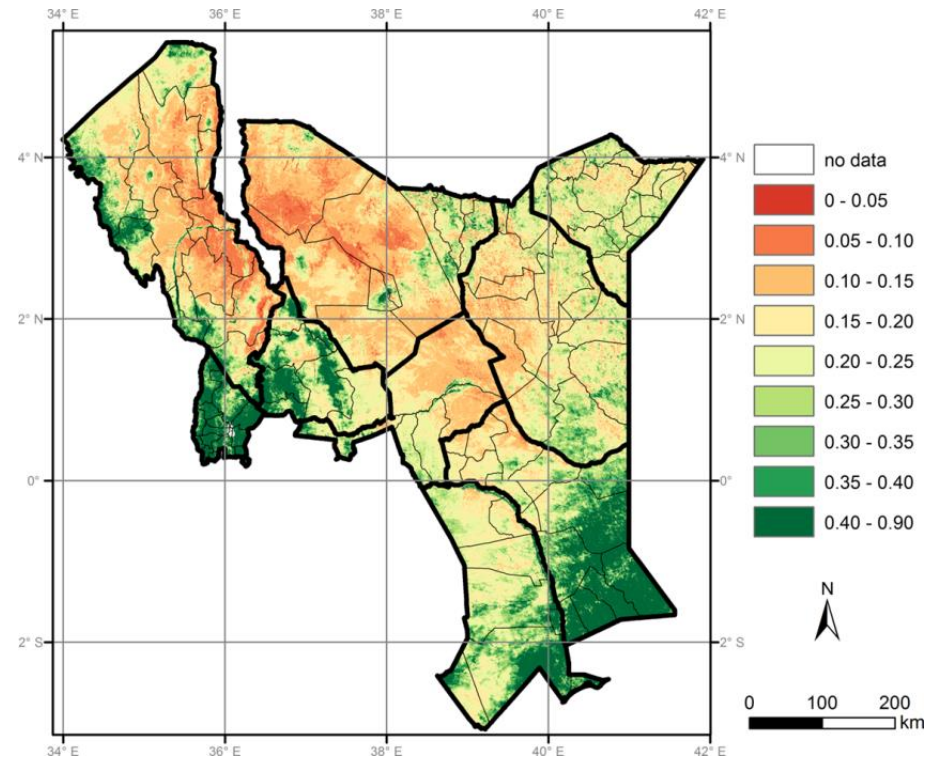 34° E 36° E 38° E 40° E 42° E
4° N 4° N
2° N 2° N
0° 0°
2° S 2° S
34° E 36° E 38° E 40° E 42° E
no data
0 - 0.05
0.05 - 0.10
0.10 - 0.15
0.15 - 0.20
0.20 - 0.25
0.25 - 0.30
0.30 - 0.35
0.35 - 0.40
0.40 - 0.90
N
0 100 200
km